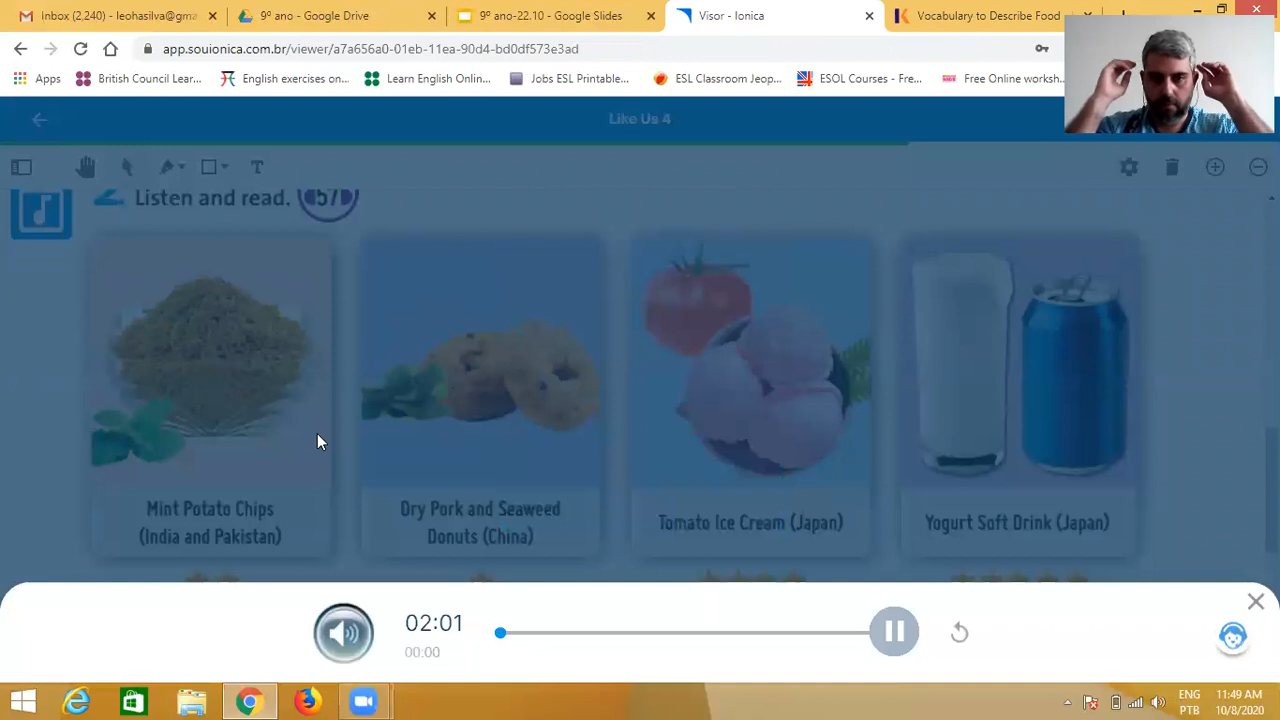 Inbox (2,240) - leohasilva@gma
9º ano - Google Drive
9º ano-22.10 - Google Slides
Visor - Ionica
Vocabulary to Describe Food
app.souionica.com.br/viewer/a7a656a0-01eb-11ea-90d4-bd0df573e3ad
Apps
British Council Lear...
English exercises on...
Learn English Onlin...
Jobs ESL Printable...
ESL Classroom Jeop...
ESOL Courses - Fre...
Free Online worksh...
Like Us 4
T
Listen and read. 57
Mint Potato Chips
(India and Pakistan)
Dry Pork and Seaweed
Donuts (China)
Tomato Ice Cream (Japan)
Yogurt Soft Drink (Japan)
02:01
00:00
ENG
PTB
11:49 AM
10/8/2020